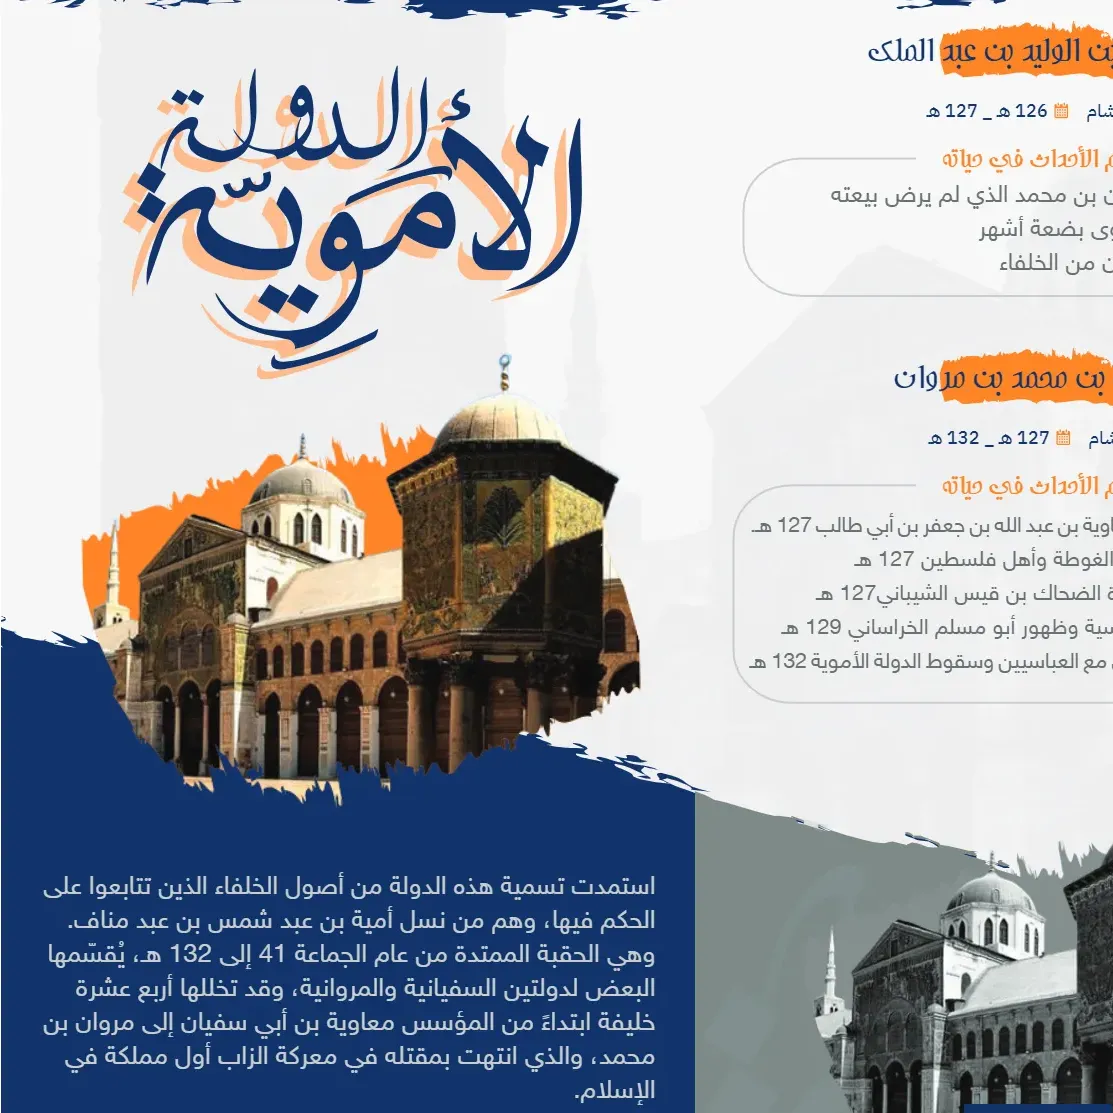 الدولة
الأموية
بن الوليد بن عبد الملك
126 هـ _ 127 هـ
الأحداث في حياته
بن محمد الذي لم يرض بيعته
بضعة أشهر
من الخلفاء
بن محمد بن مروان
127 هـ _ 132 هـ
الأحداث في حياته
بن عبد الله بن جعفر بن أبي طالب 127 هـ
الغوطة وأهل فلسطين 127 هـ
الضحاك بن قيس الشيباني127 هـ
وظهور أبو مسلم الخراساني 129 هـ
مع العباسيين وسقوط الدولة الأموية 132 هـ
استمدت تسمية هذه الدولة من أصول الخلفاء الذين تتابعوا على
الحكم فيها، وهم من نسل أمية بن عبد شمس بن عبد مناف.
وهي الحقبة الممتدة من عام الجماعة 41 إلى 132 هـ، يُقسّمها
البعض لدولتين السفيانية والمروانية، وقد تخللها أربع عشرة
خليفة ابتداءً من المؤسس معاوية بن أبي سفيان إلى مروان بن
محمد، والذي انتهت بمقتله في معركة الزاب أول مملكة في
الإسلام.